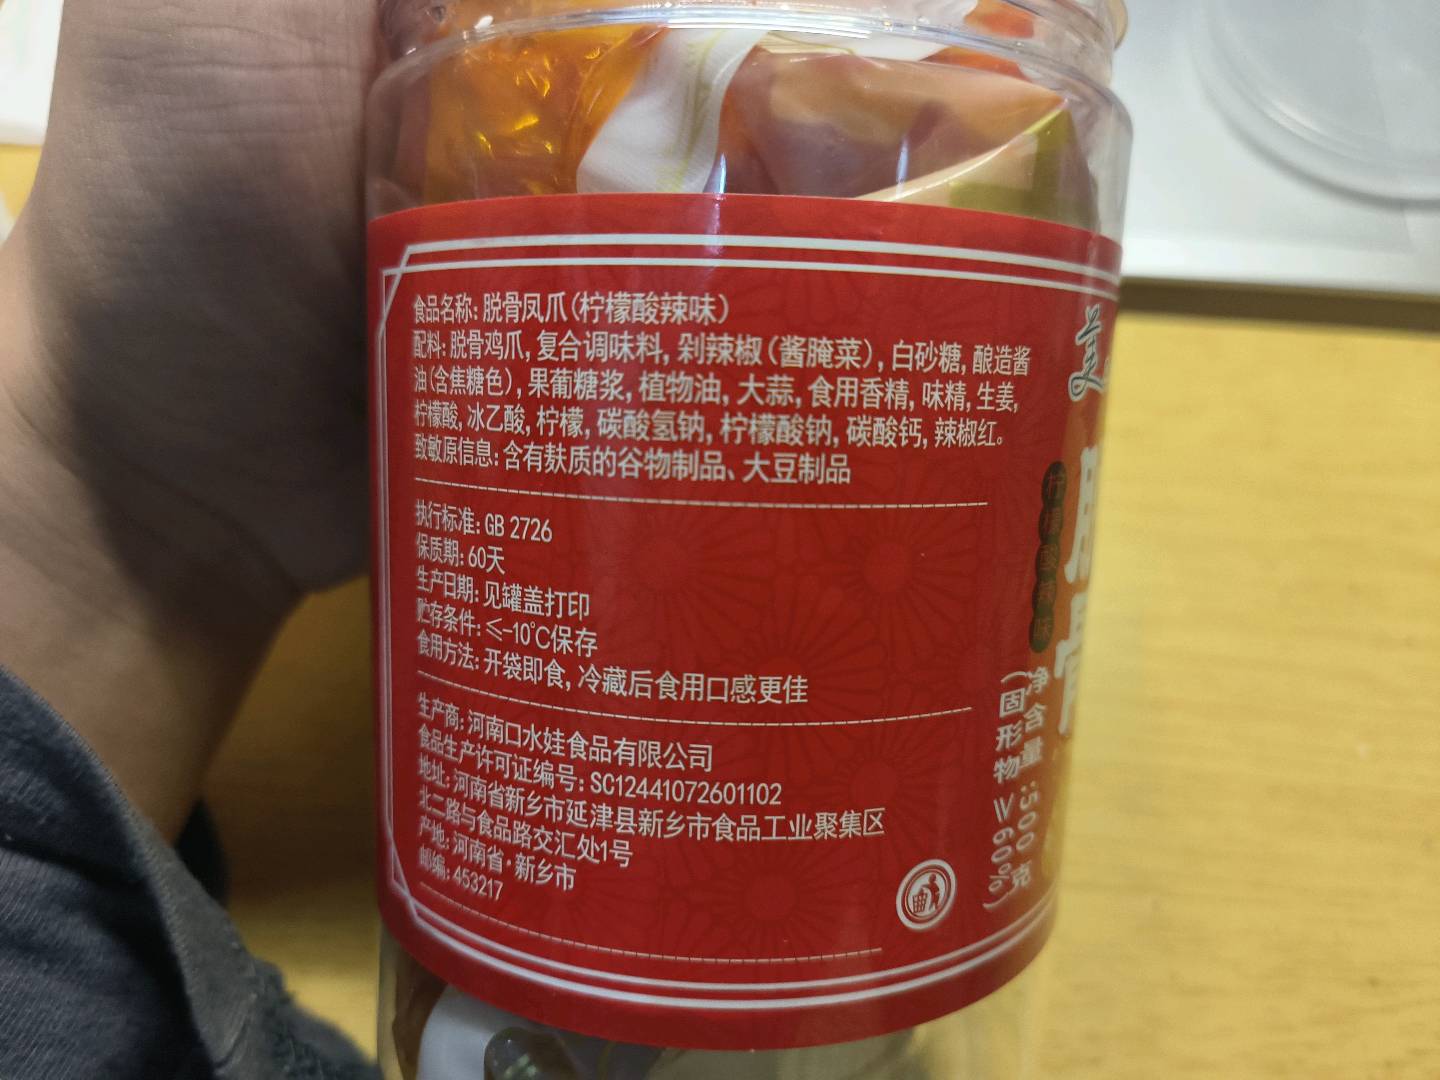 食品名称: 脱骨凤爪(柠檬酸辣味)
配料: 脱骨鸡爪, 复合调味料, 剁辣椒(酱腌菜), 白砂糖, 酿造酱
油(含焦糖色), 果葡糖浆, 植物油, 大蒜, 食用香精, 味精, 生姜,
柠檬酸, 冰乙酸, 柠檬, 碳酸氢钠, 柠檬酸钠, 碳酸钙, 辣椒红。
致敏原信息: 含有麸质的谷物制品、大豆制品
执行标准: GB 2726
保质期: 60天
生产日期: 见罐盖打印
贮存条件: ≤-10℃保存
食用方法: 开袋即食, 冷藏后食用口感更佳
生产商: 河南口水娃食品有限公司
食品生产许可证编号: SC12441072601102
地址: 河南省新乡市延津县新乡市食品工业聚集区
北二路与食品路交汇处1号
产地: 河南省·新乡市
邮编: 453217
柠檬酸辣味
净含量:500克
(固形物≥60%)